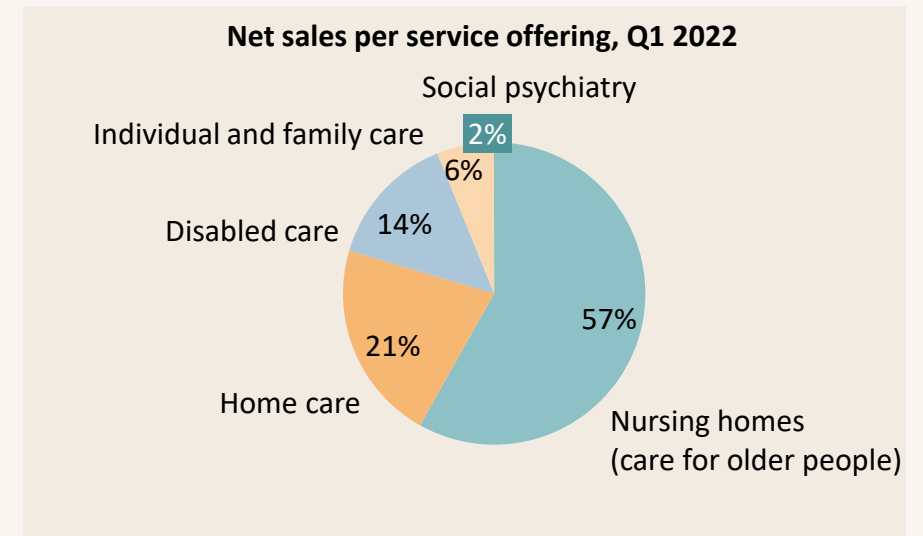 Net sales per service offering, Q1 2022
Social psychiatry
Individual and family care
2%
6%
Disabled care
14%
57%
21%
Home care
Nursing homes
(care for older people)